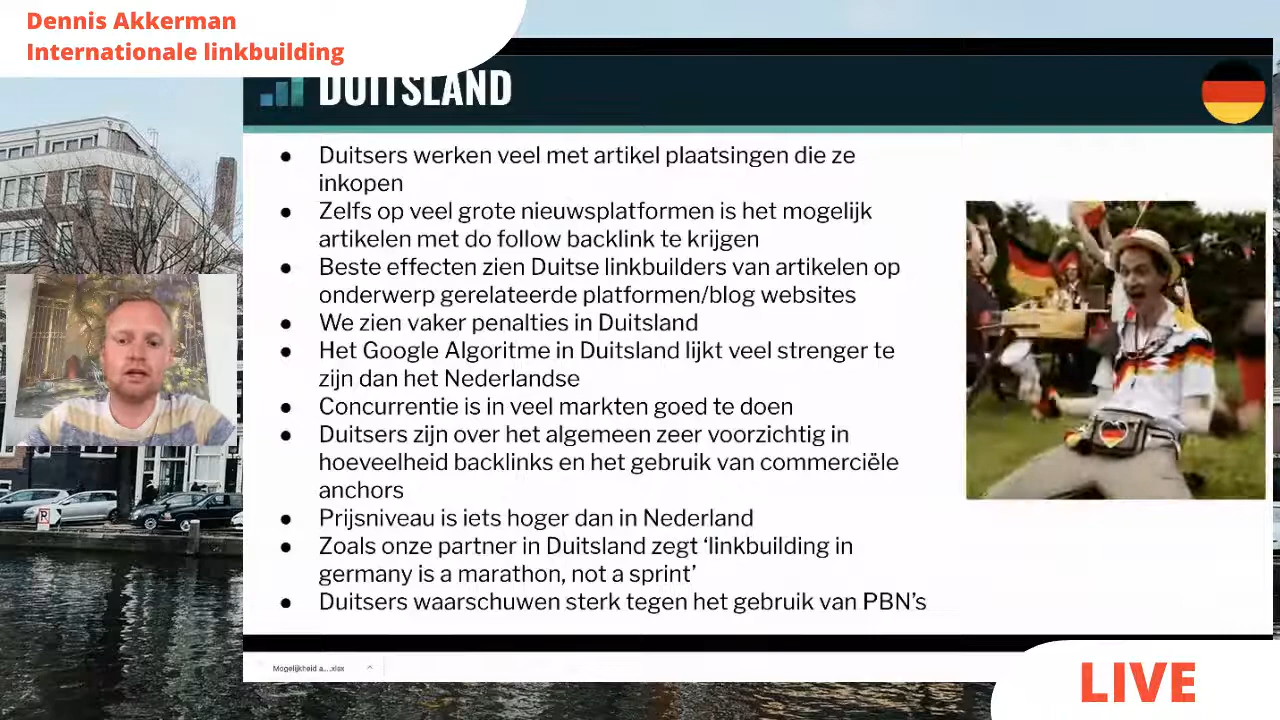 Dennis Akkerman
Internationale linkbuilding
DUITSLAND
● Duitsers werken veel met artikel plaatsingen die ze
inkopen
● Zelfs op veel grote nieuwsplatformen is het mogelijk
artikelen met do follow backlink te krijgen
● Beste effecten zien Duitse linkbuilders van artikelen op
onderwerp gerelateerde platformen/blog websites
● We zien vaker penalties in Duitsland
● Het Google Algoritme in Duitsland lijkt veel strenger te
zijn dan het Nederlandse
● Concurrentie is in veel markten goed te doen
● Duitsers zijn over het algemeen zeer voorzichtig in
hoeveelheid backlinks en het gebruik van commerciële
anchors
● Prijsniveau is iets hoger dan in Nederland
● Zoals onze partner in Duitsland zegt ‘linkbuilding in
germany is a marathon, not a sprint’
● Duitsers waarschuwen sterk tegen het gebruik van PBN’s
Mogelijkheid a....xlsx
LIVE